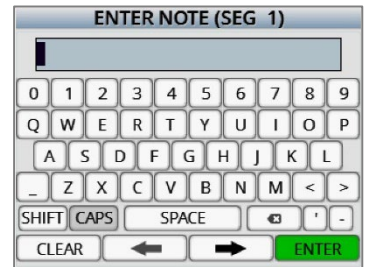 ENTER NOTE (SEG 1)
0 1 2 3 4 5 6 7 8 9
Q W E R T Y U I O P
A S D F G H J K L
_ Z X C V B N M < >
SHIFT CAPS SPACE ' -
CLEAR ENTER